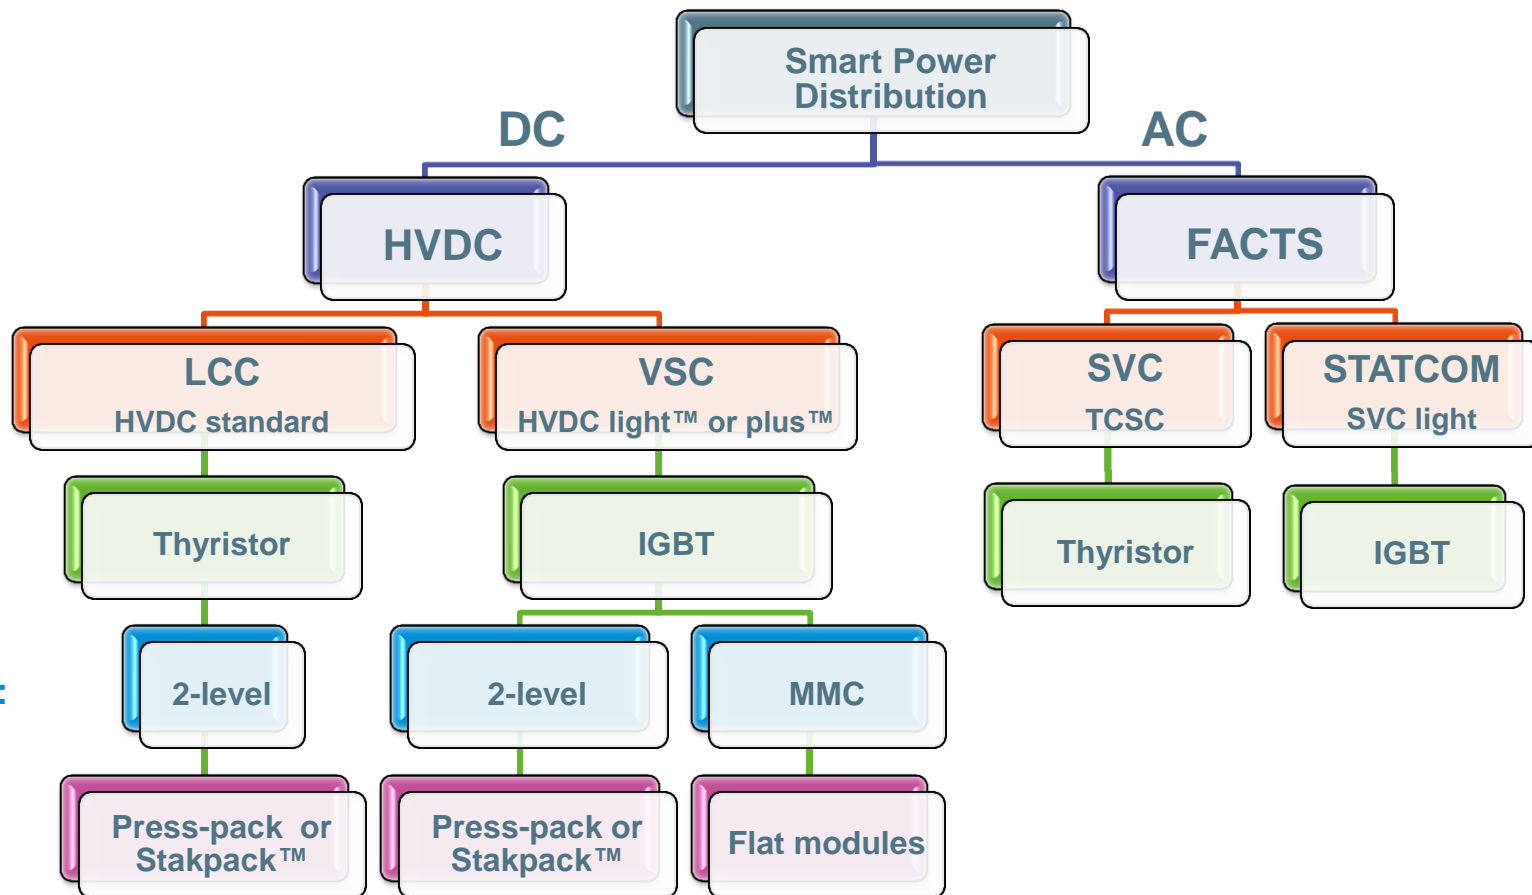 Smart Power
Distribution
DC
AC
HVDC
FACTS
LCC
HVDC standard
VSC
HVDC light™ or plus™
SVC
TCSC
STATCOM
SVC light
Thyristor
IGBT
Thyristor
IGBT
:
2-level
2-level
MMC
Press-pack or
Stakpack™
Press-pack or
Stakpack™
Flat modules